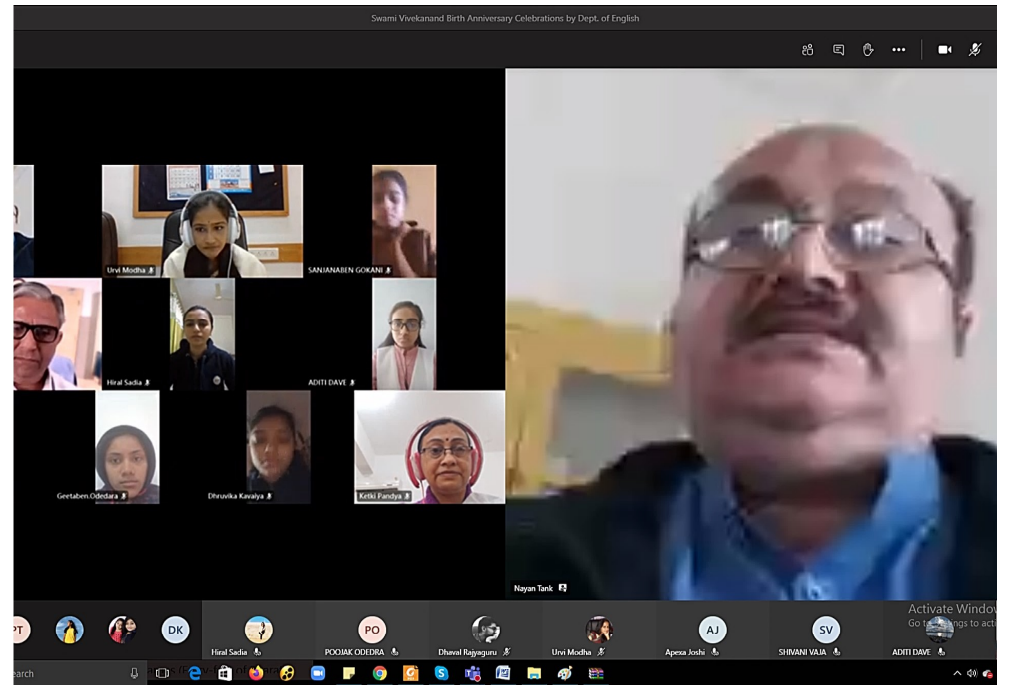 Swami Vivekanand Birth Anniversary Celebrations by Dept. of English
Urvi Modha
SANJANABEN GOKANI
Hiral Sadia
ADITI DAVE
Geetaben Odedara
Dhruvika Kavaiya
Ketki Pandya
Nayan Tank
PT
DK
Hiral Sadia
PO
POOJAK ODEDRA
Dhaval Rajyaguru
Urvi Modha
AJ
Apexa Joshi
SV
SHIVANI VAJA
ADITI DAVE
Activate Windo
earch